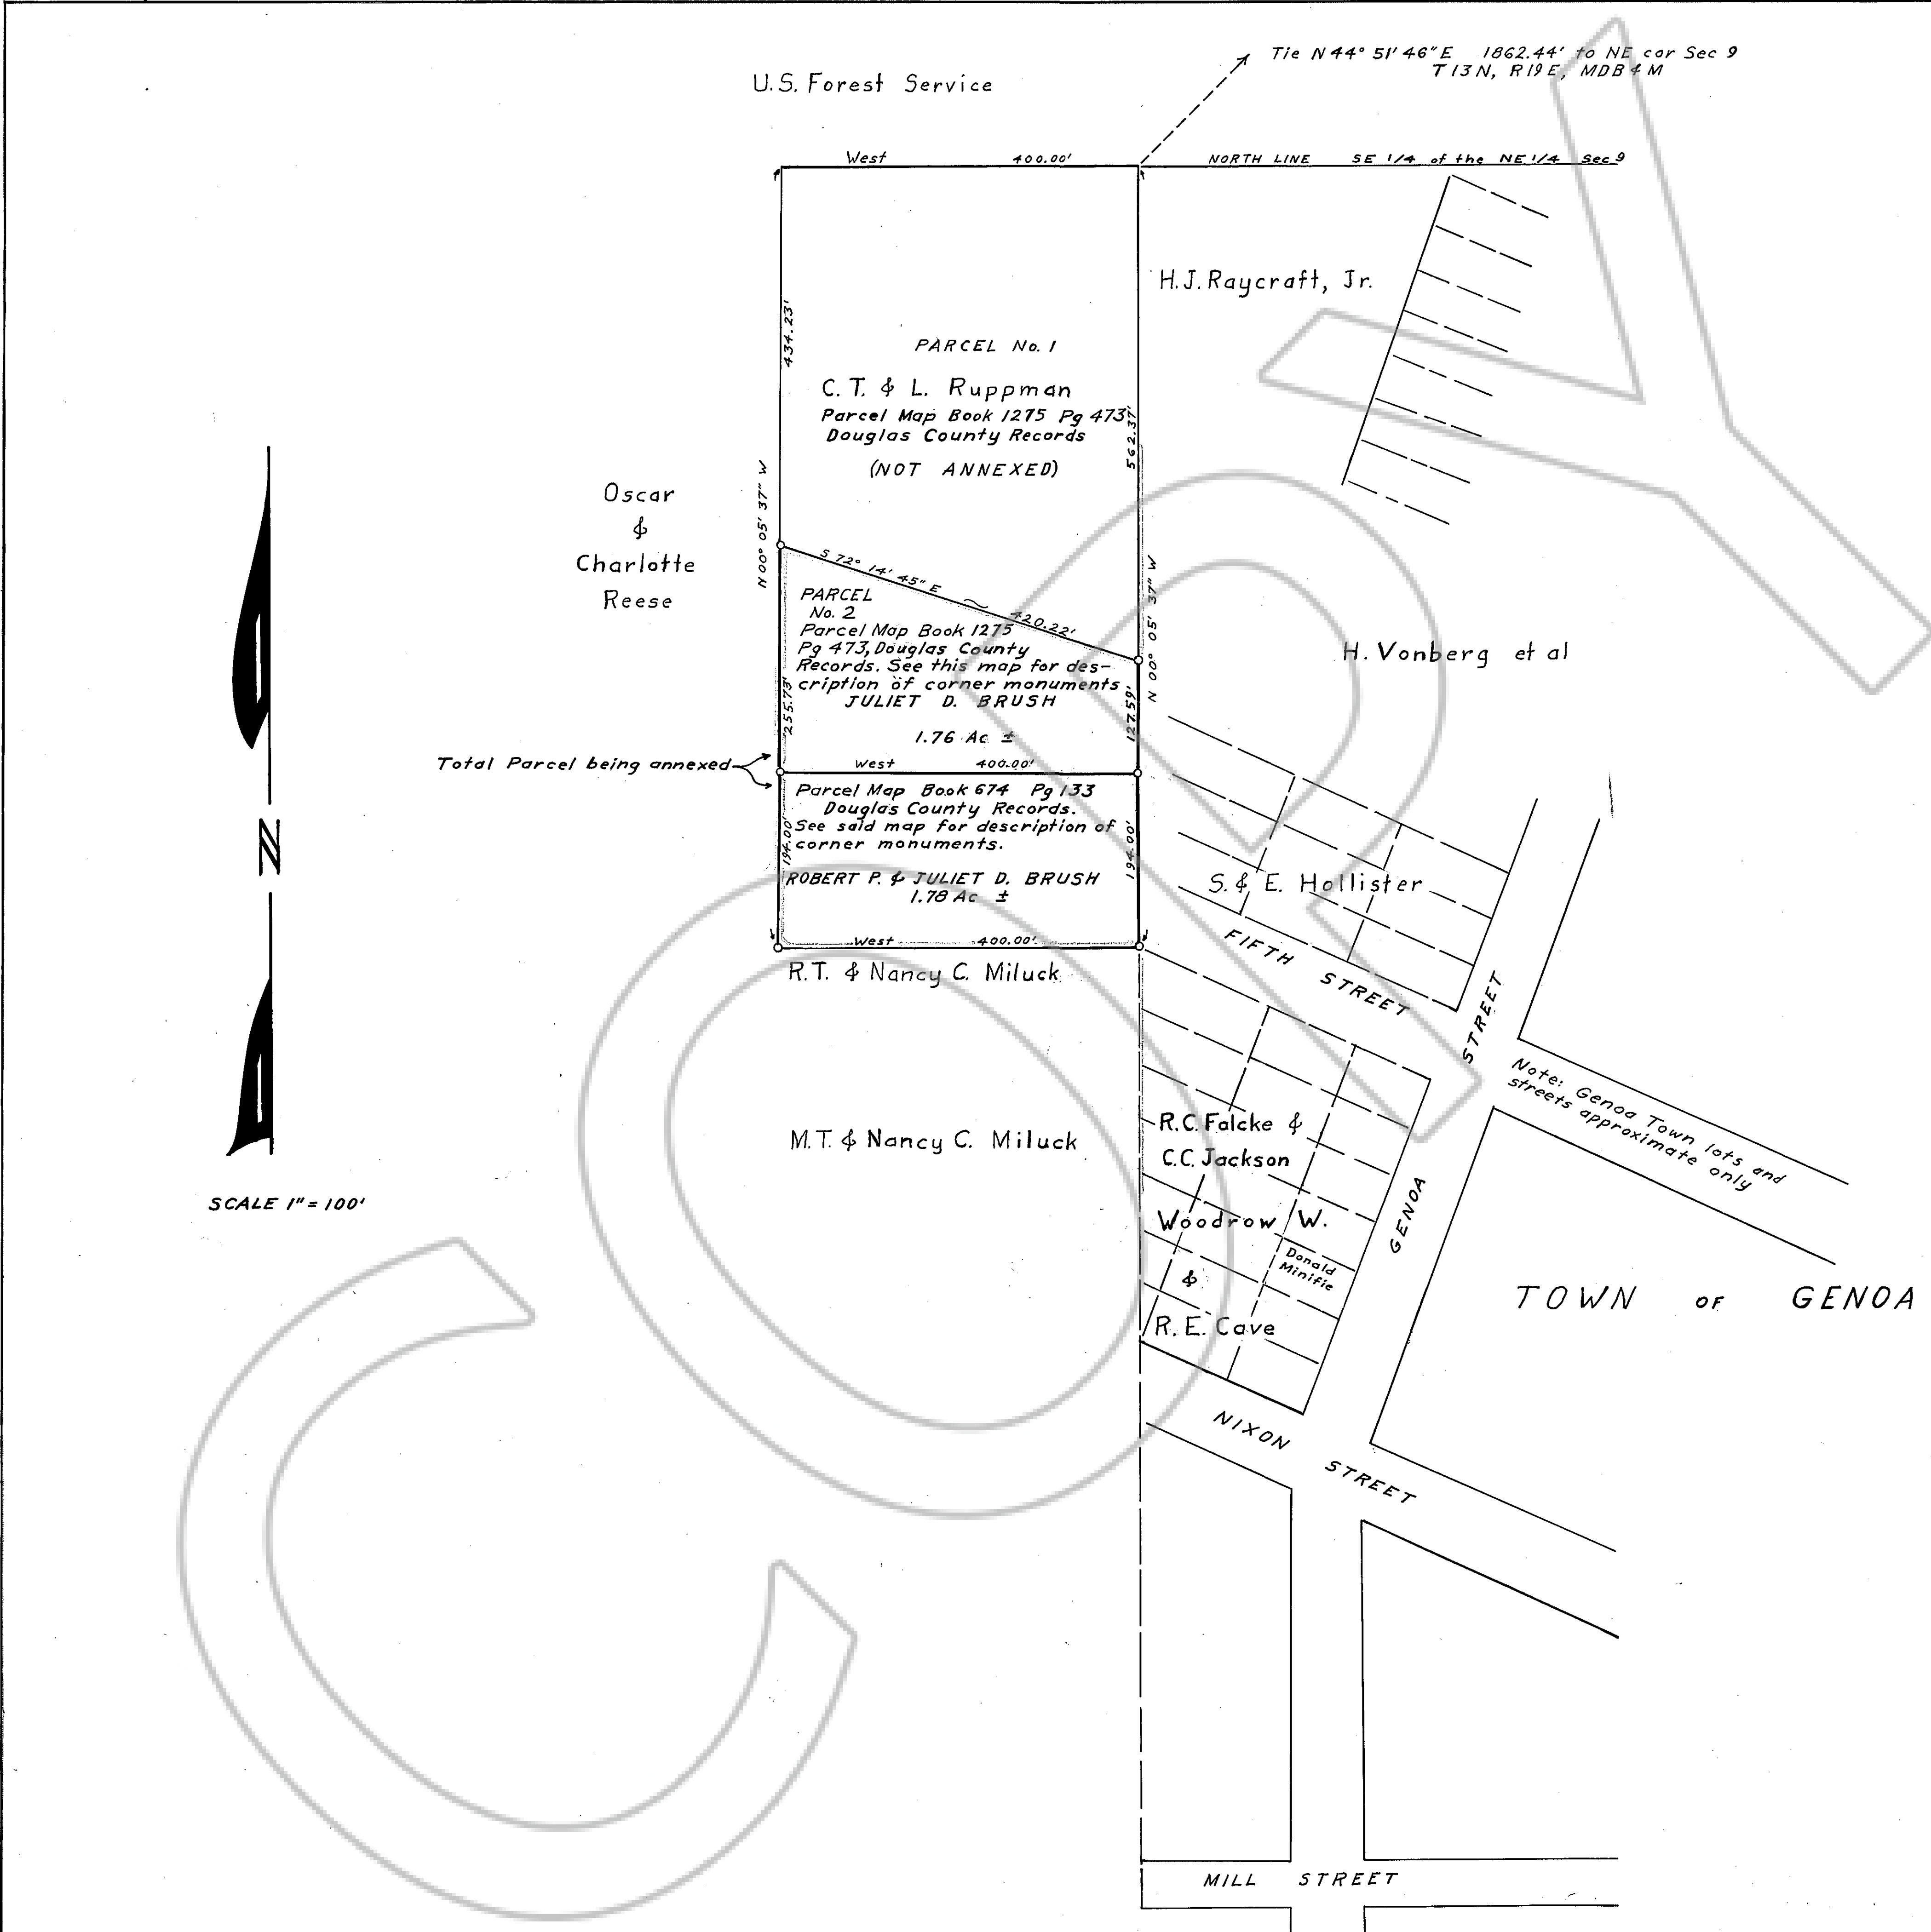 Tie N 44° 51' 46" E 1862.44' to NE cor Sec 9
T 13 N, R 19 E, MDB & M
U.S. Forest Service
West 400.00'
NORTH LINE SE 1/4 of the NE 1/4 Sec 9
H.J. Raycraft, Jr.
434.23'
PARCEL No. 1
C. T. & L. Ruppman
Parcel Map Book 1275 Pg 473
Douglas County Records
(NOT ANNEXED)
562.37'
N 00° 05' 37" W
Oscar
&
Charlotte
Reese
S 72° 14' 45" E ~ 420.22'
N 00° 05' 37" W
H. Vonberg et al
PARCEL
No. 2
Parcel Map Book 1275
Pg 473, Douglas County
Records. See this map for des-
cription of corner monuments
JULIET D. BRUSH
1.76 Ac ±
255.73'
127.59'
Total Parcel being annexed
West 400.00'
Parcel Map Book 674 Pg 133
Douglas County Records.
See said map for description of
corner monuments.
ROBERT P. & JULIET D. BRUSH
1.78 Ac ±
194.00'
194.00'
West 400.00'
N
S. & E. Hollister
FIFTH STREET
R.T. & Nancy C. Miluck
M.T. & Nancy C. Miluck
STREET
Note: Genoa Town lots and
streets approximate only
R.C. Falcke &
C.C. Jackson
GENOA
Woodrow W.
&
R. E. Cave
Donald
Minifie
SCALE 1" = 100'
TOWN OF GENOA
NIXON STREET
MILL STREET
COPY